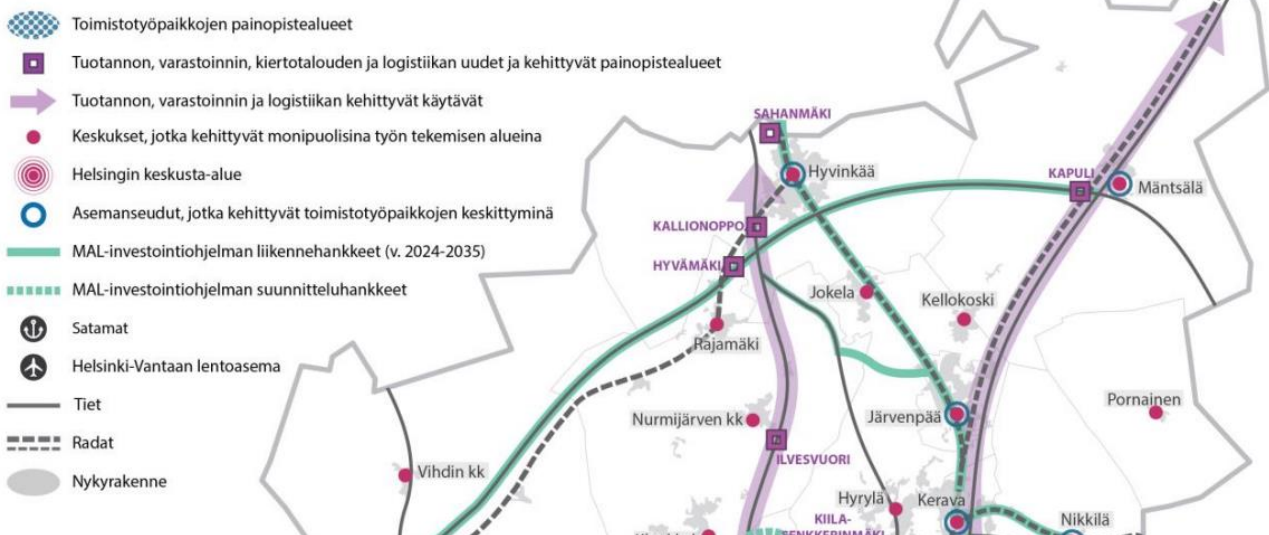 Toimistotyöpaikkojen painopistealueet
Tuotannon, varastoinnin, kiertotalouden ja logistiikan uudet ja kehittyvät painopistealueet
Tuotannon, varastoinnin ja logistiikan kehittyvät käytävät
Keskukset, jotka kehittyvät monipuolisina työn tekemisen alueina
Helsingin keskusta-alue
Asemanseudut, jotka kehittyvät toimistotyöpaikkojen keskittyminä
MAL-investointiohjelman liikennehankkeet (v. 2024-2035)
MAL-investointiohjelman suunnitteluhankkeet
Satamat
Helsinki-Vantaan lentoasema
Tiet
Radat
Nykyrakenne
SAHANMÄKI
Hyvinkää
KAPULI
Mäntsälä
KALLIONOPPO
HYVÄMÄKI
Jokela
Kellokoski
Rajamäki
Pornainen
Nurmijärven kk
Järvenpää
ILVESVUORI
Vihdin kk
Hyrylä
Kerava
KIILA-
Nikkilä